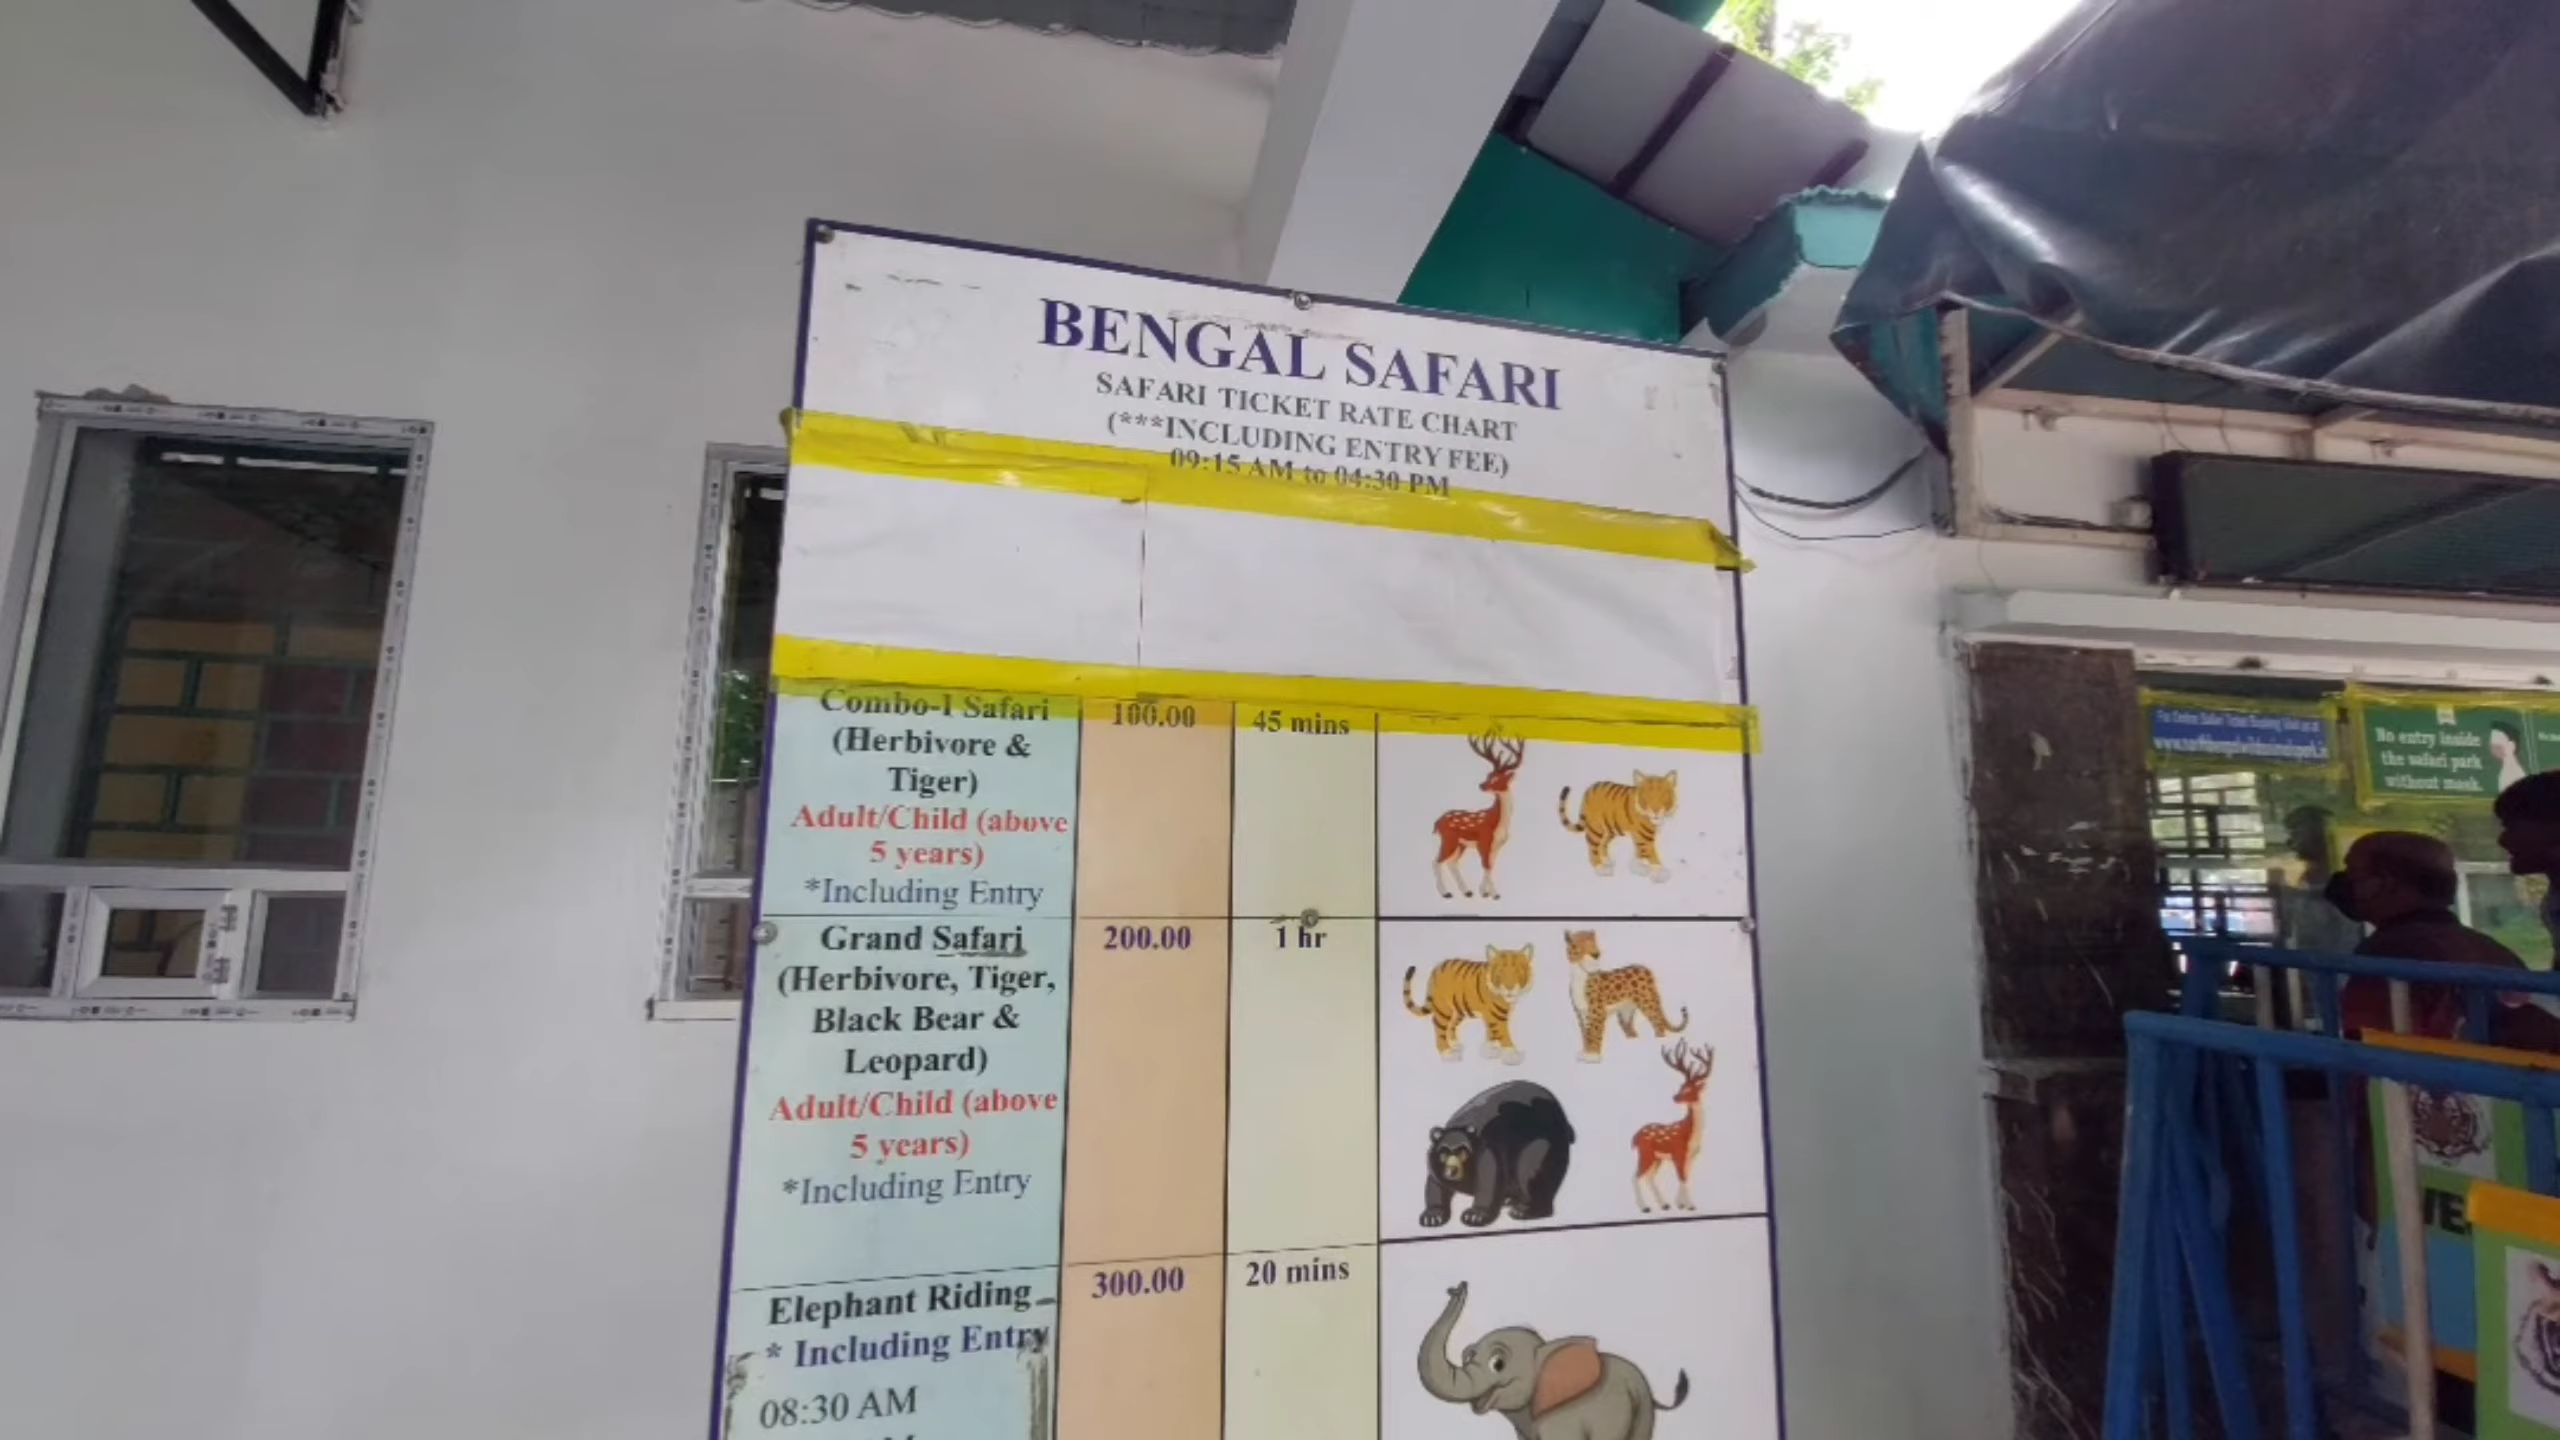 BENGAL SAFARI
SAFARI TICKET RATE CHART
(***INCLUDING ENTRY FEE)
09:15 AM to 04:30 PM
Combo-I Safari
(Herbivore &
Tiger)
Adult/Child (above
5 years)
*Including Entry
100.00
45 mins
Grand Safari
(Herbivore, Tiger,
Black Bear &
Leopard)
Adult/Child (above
5 years)
*Including Entry
200.00
1 hr
Elephant Riding
* Including Entry
08:30 AM
300.00
20 mins
No entry inside
the safari park
without mask.